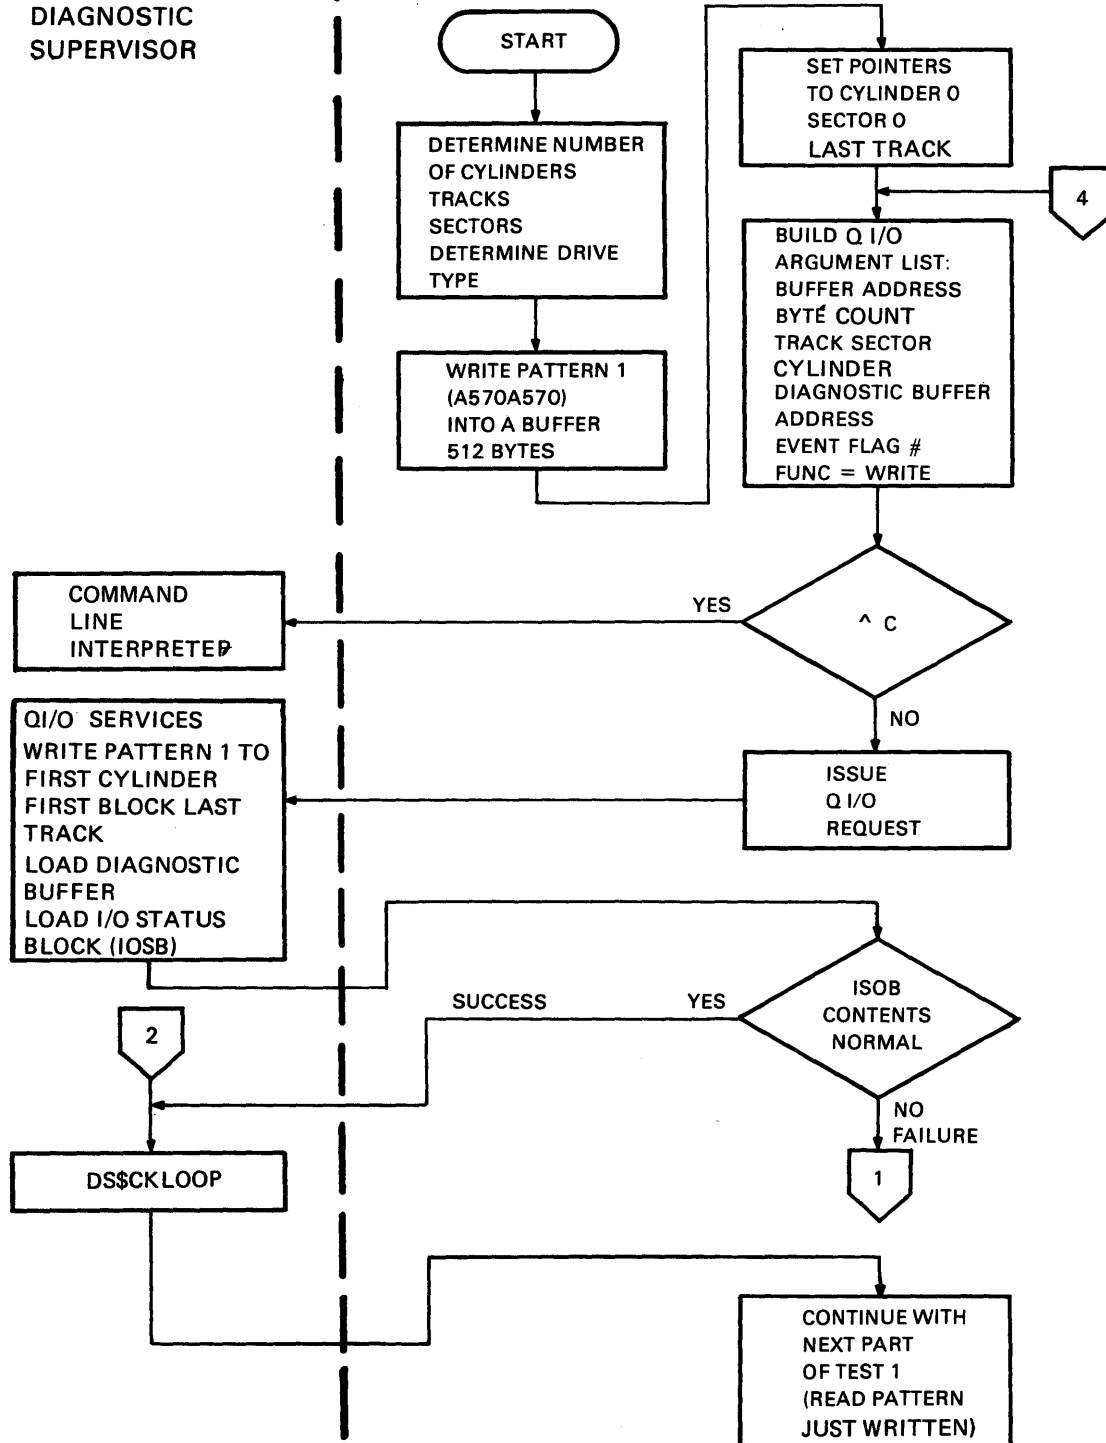 DIAGNOSTIC
SUPERVISOR
START
DETERMINE NUMBER
OF CYLINDERS
TRACKS
SECTORS
DETERMINE DRIVE
TYPE
WRITE PATTERN 1
(A570A570)
INTO A BUFFER
512 BYTES
SET POINTERS
TO CYLINDER 0
SECTOR 0
LAST TRACK
4
BUILD Q I/O
ARGUMENT LIST:
BUFFER ADDRESS
BYTE COUNT
TRACK SECTOR
CYLINDER
DIAGNOSTIC BUFFER
ADDRESS
EVENT FLAG #
FUNC = WRITE
^ C
YES
NO
COMMAND
LINE
INTERPRETER
ISSUE
Q I/O
REQUEST
QI/O SERVICES
WRITE PATTERN 1 TO
FIRST CYLINDER
FIRST BLOCK LAST
TRACK
LOAD DIAGNOSTIC
BUFFER
LOAD I/O STATUS
BLOCK (IOSB)
ISOB
CONTENTS
NORMAL
SUCCESS YES
NO
FAILURE
1
2
DS$CKLOOP
CONTINUE WITH
NEXT PART
OF TEST 1
(READ PATTERN
JUST WRITTEN)